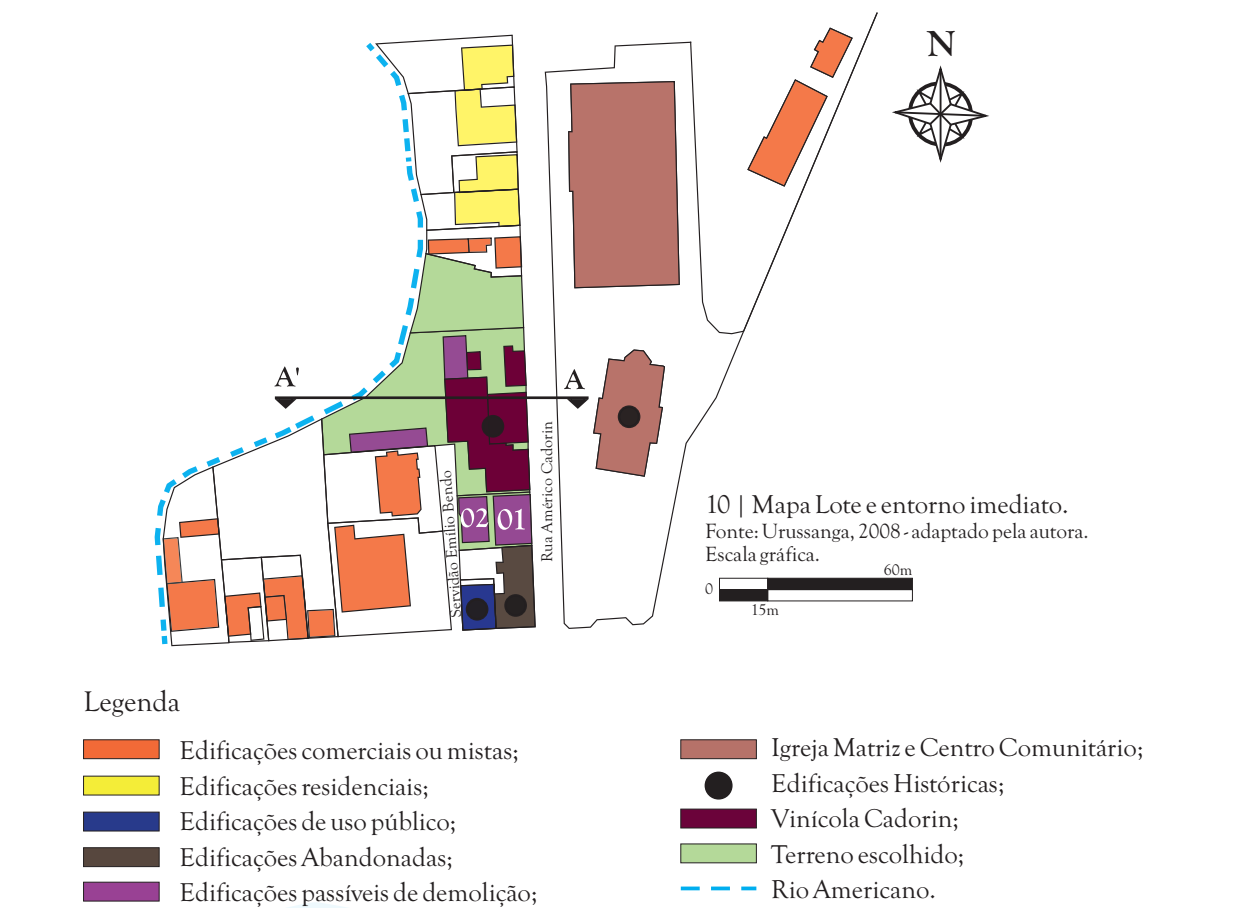 N
A'
A
Rua Américo Cadorin
Servidão Emílio Bendo
02
01
10 | Mapa Lote e entorno imediato.
Fonte: Urussanga, 2008 - adaptado pela autora.
Escala gráfica.
60m
0
15m
Legenda
Edificações comerciais ou mistas;
Edificações residenciais;
Edificações de uso público;
Edificações Abandonadas;
Edificações passíveis de demolição;
Igreja Matriz e Centro Comunitário;
Edificações Históricas;
Vinícola Cadorin;
Terreno escolhido;
Rio Americano.